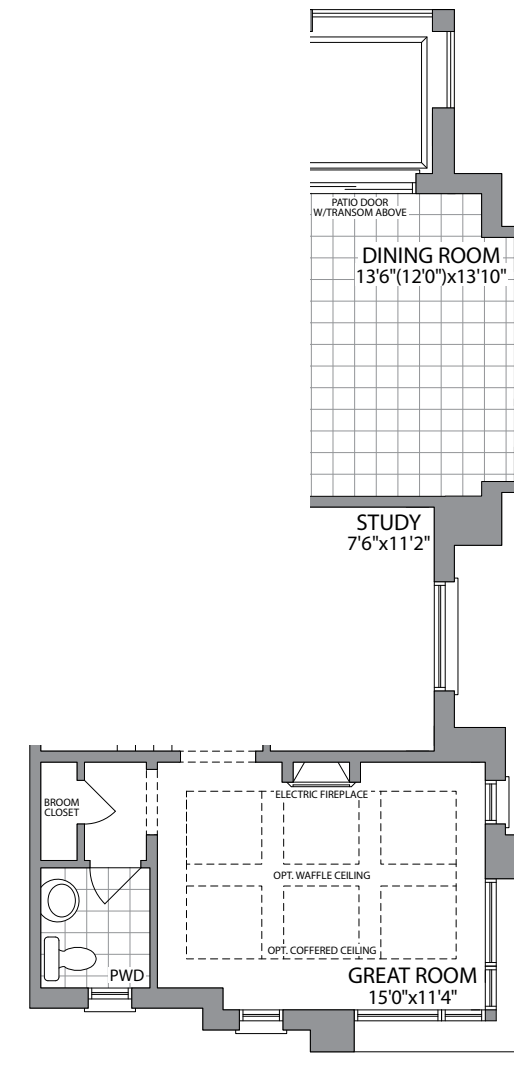 PATIO DOOR
W/TRANSOM ABOVE
DINING ROOM
13'6"(12'0")x13'10"
STUDY
7'6"x11'2"
BROOM
CLOSET
ELECTRIC FIREPLACE
OPT. WAFFLE CEILING
OPT. COFFERED CEILING
PWD
GREAT ROOM
15'0"x11'4"